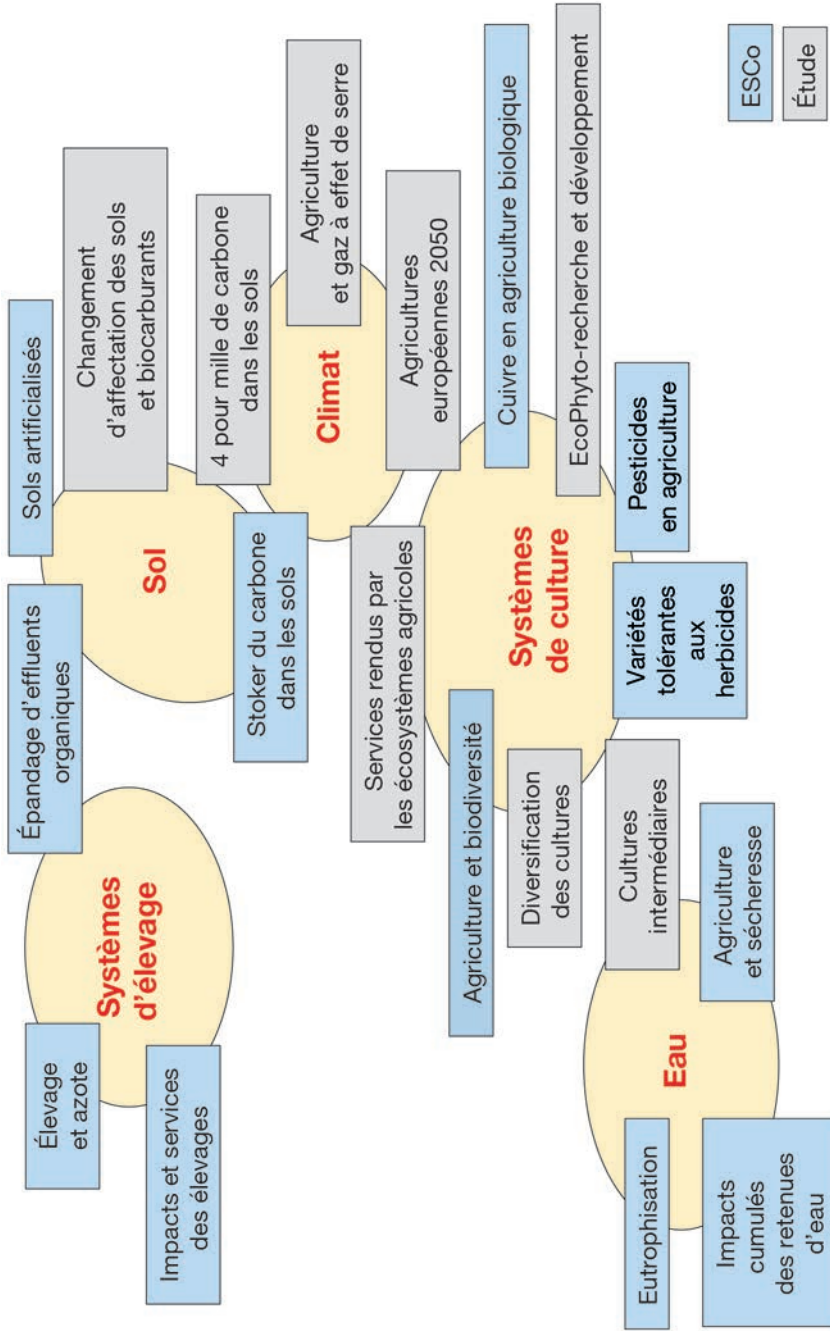 Élevage
et azote
Impacts et services
des élevages
Systèmes
d'élevage
Épandage d'effluents
organiques
Sols artificialisés
Sol
Changement
d'affectation des sols
et biocarburants
Stoker du carbone
dans les sols
4 pour mille de carbone
dans les sols
Climat
Agriculture
et gaz à effet de serre
Agricultures
européennes 2050
Services rendus par
les écosystèmes agricoles
Agriculture et biodiversité
Diversification
des cultures
Systèmes
de culture
Cuivre en agriculture biologique
EcoPhyto-recherche et développement
Pesticides
en agriculture
Variétés
tolérantes
aux
herbicides
Cultures
intermédiaires
Agriculture
et sécheresse
Eau
Eutrophisation
Impacts
cumulés
des retenues
d'eau
ESCo
Étude